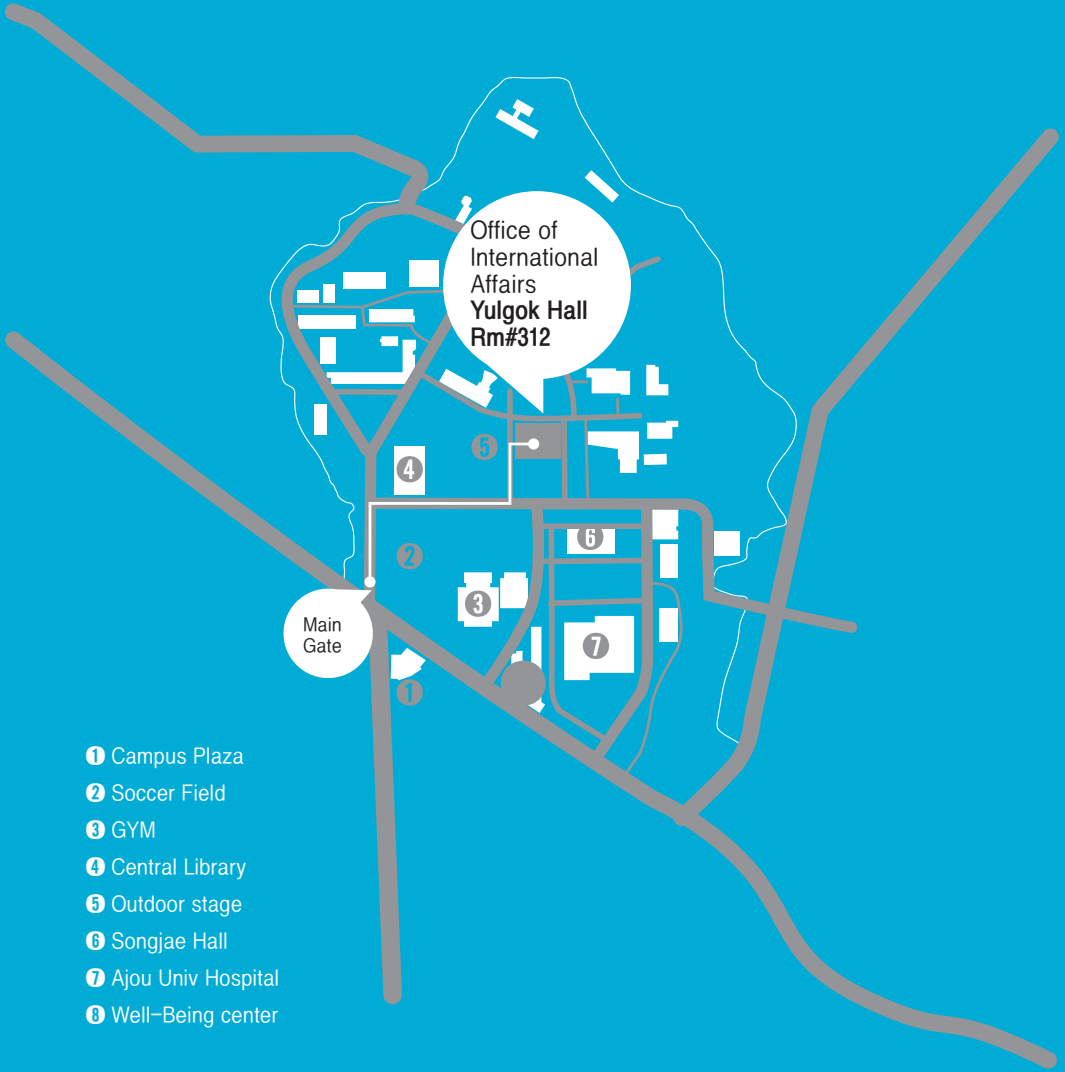 Office of
International
Affairs
Yulgok Hall
Rm#312
5
4
6
2
3
Main
Gate
7
1
❶ Campus Plaza
❷ Soccer Field
❸ GYM
❹ Central Library
❺ Outdoor stage
❻ Songjae Hall
❼ Ajou Univ Hospital
❽ Well-Being center